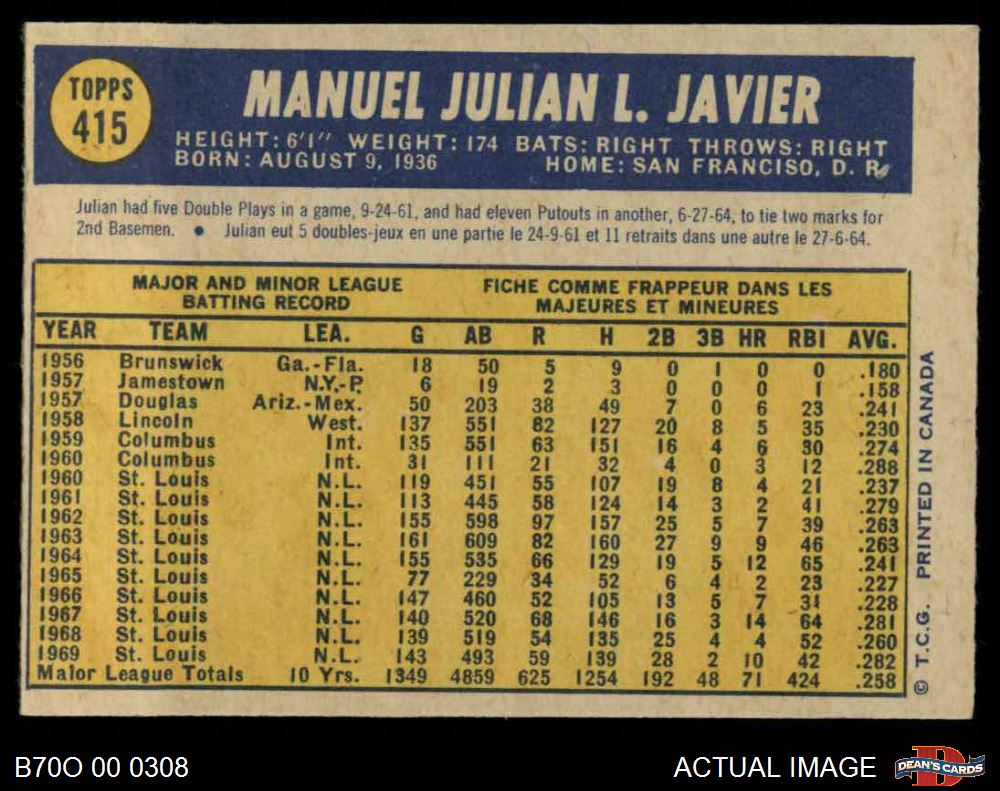 TOPPS
415
MANUEL JULIAN L. JAVIER
HEIGHT: 6'1" WEIGHT: 174 BATS: RIGHT THROWS: RIGHT
BORN: AUGUST 9, 1936 HOME: SAN FRANCISO, D. R.
Julian had five Double Plays in a game, 9-24-61, and had eleven Putouts in another, 6-27-64, to tie two marks for
2nd Basemen. ● Julian eut 5 doubles-jeux en une partie le 24-9-61 et 11 retraits dans une autre le 27-6-64.
MAJOR AND MINOR LEAGUE
BATTING RECORD
FICHE COMME FRAPPEUR DANS LES
MAJEURES ET MINEURES
YEAR TEAM LEA. G AB R H 2B 3B HR RBI AVG.
1956 Brunswick Ga.-Fla. 18 50 5 9 0 1 0 0 .180
1957 Jamestown N.Y.-P. 6 19 2 3 0 0 0 1 .158
1957 Douglas Ariz.-Mex. 50 203 38 49 7 0 6 23 .241
1958 Lincoln West. 137 551 82 127 20 8 5 35 .230
1959 Columbus Int. 135 551 63 151 16 4 6 30 .274
1960 Columbus Int. 31 111 21 32 4 0 3 12 .288
1960 St. Louis N.L. 119 451 55 107 19 8 4 21 .237
1961 St. Louis N.L. 113 445 58 124 14 3 2 41 .279
1962 St. Louis N.L. 155 598 97 157 25 5 7 39 .263
1963 St. Louis N.L. 161 609 82 160 27 9 9 46 .263
1964 St. Louis N.L. 155 535 66 129 19 5 12 65 .241
1965 St. Louis N.L. 77 229 34 52 6 4 2 23 .227
1966 St. Louis N.L. 147 460 52 105 13 5 7 31 .228
1967 St. Louis N.L. 140 520 68 146 16 3 14 64 .281
1968 St. Louis N.L. 139 519 54 135 25 4 4 52 .260
1969 St. Louis N.L. 143 493 59 139 28 2 10 42 .282
Major League Totals 10 Yrs. 1349 4859 625 1254 192 48 71 424 .258
© T.C.G. PRINTED IN CANADA
B70O 00 0308
ACTUAL IMAGE
DEAN'S CARDS